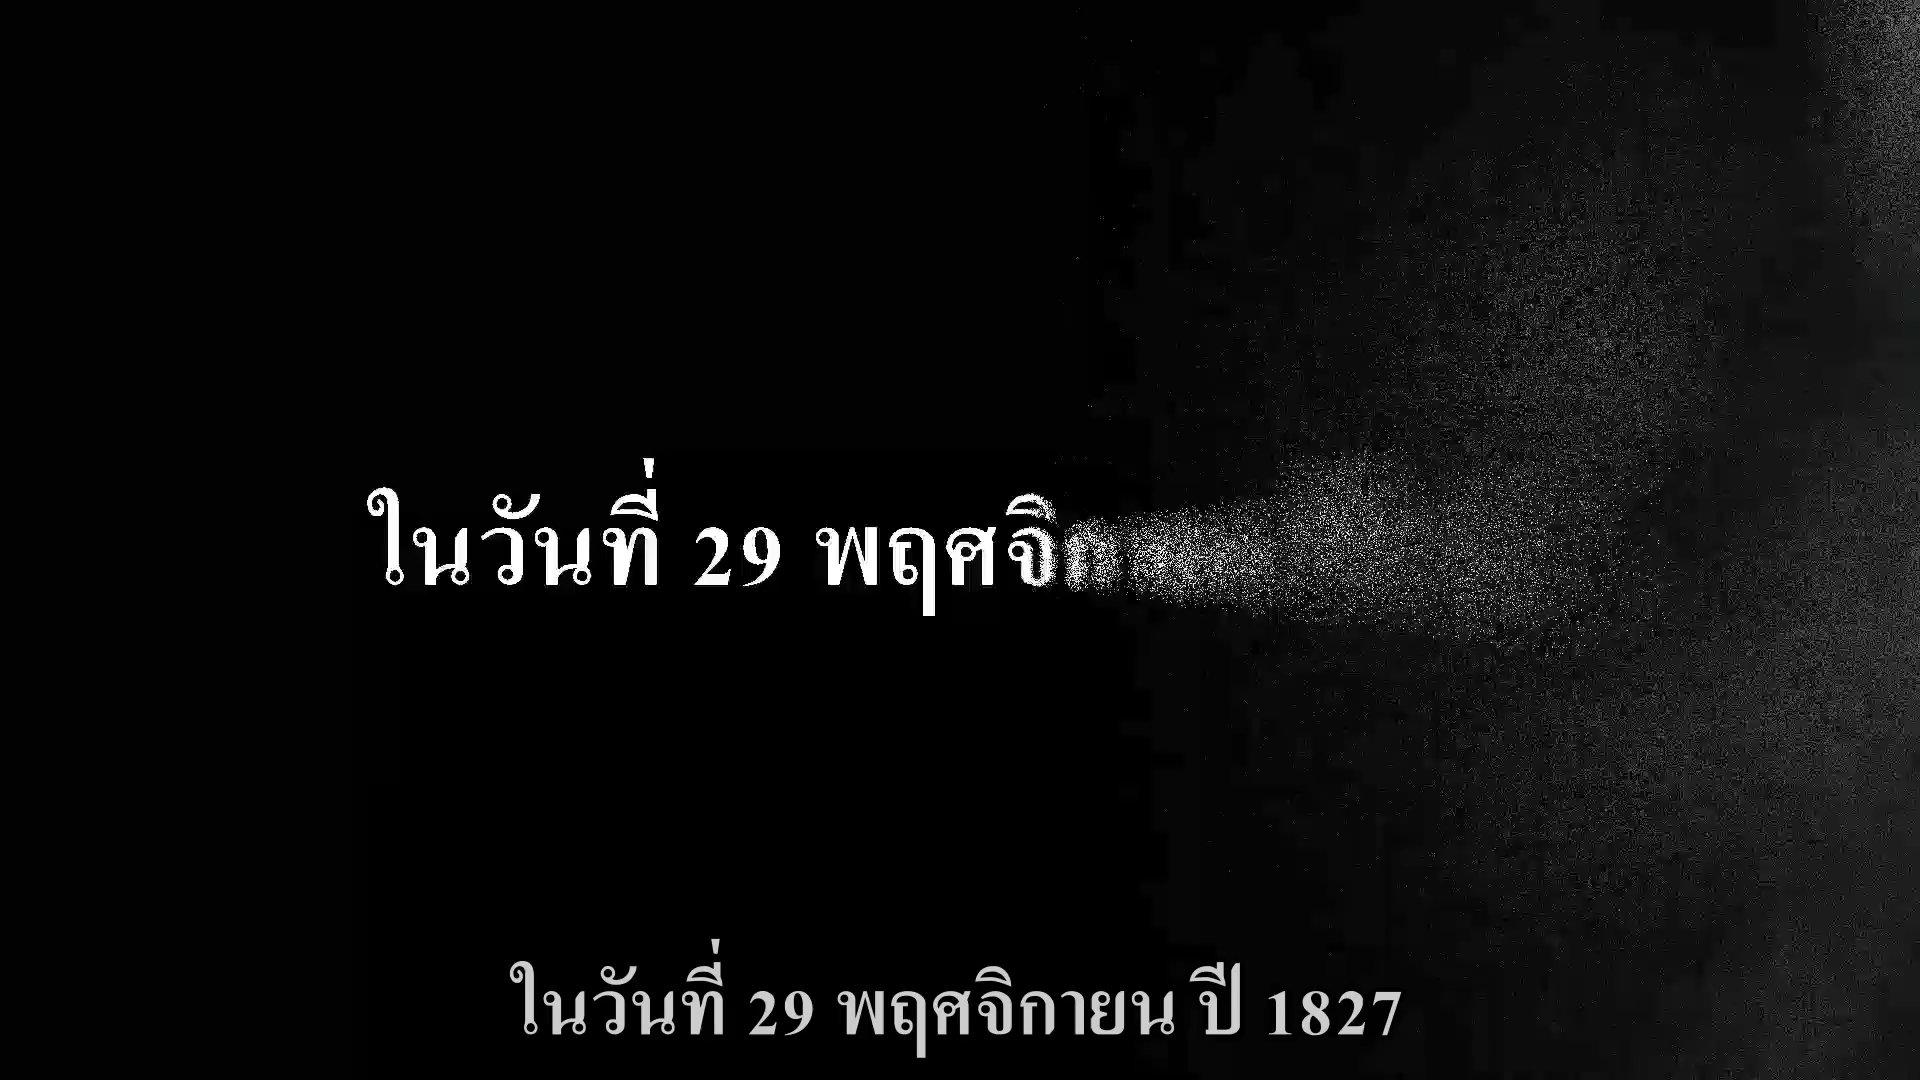 ในวันที่ 29 พฤศจิก
ในวันที่ 29 พฤศจิกายน ปี 1827